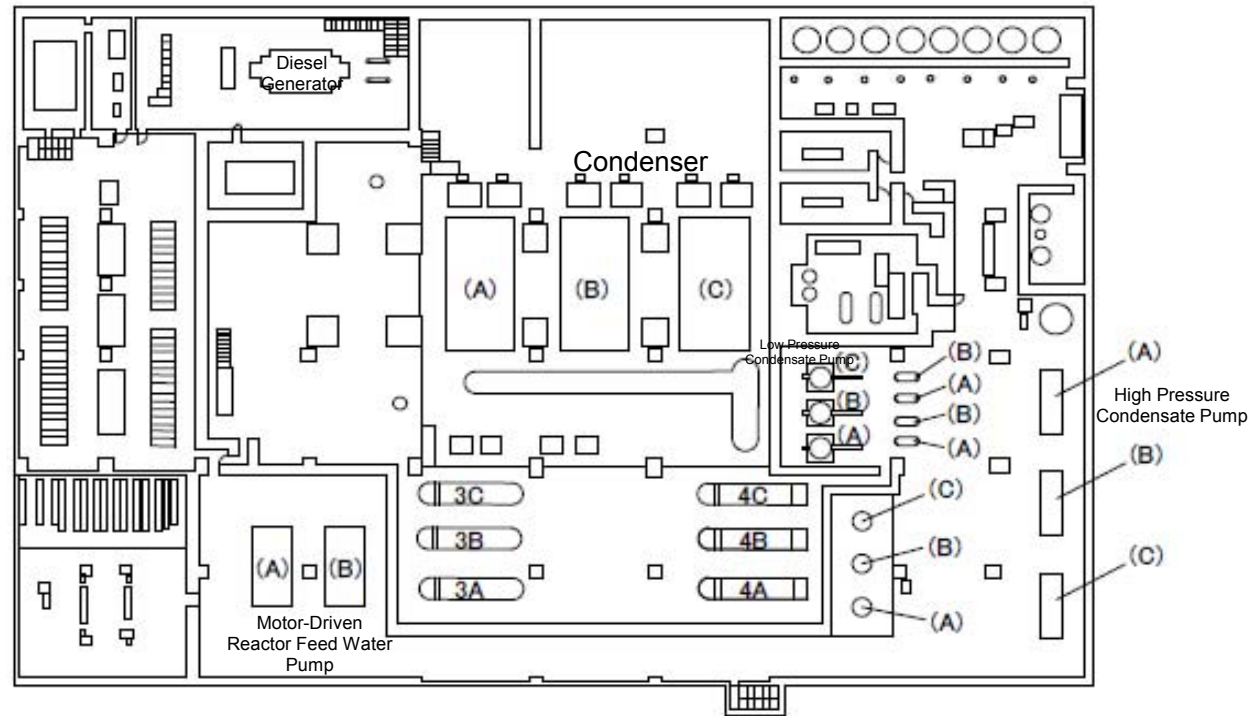 Diesel
Generator
Condenser
(A)
(B)
(C)
Low Pressure
Condensate Pump
(C)
(B)
(A)
(B)
(A)
(B)
(A)
(A)
High Pressure
Condensate Pump
(B)
(C)
3C
3B
3A
4C
4B
4A
(C)
(B)
(A)
(A)
(B)
Motor-Driven
Reactor Feed Water
Pump